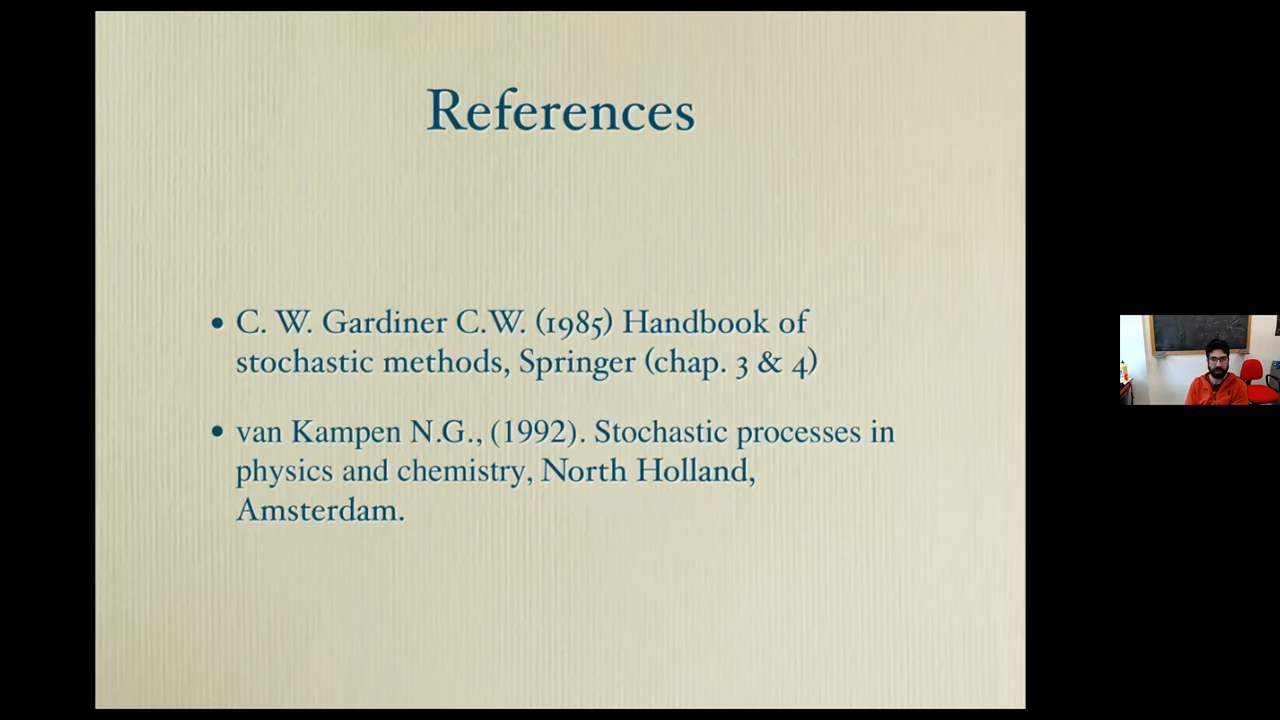 References
• C. W. Gardiner C.W. (1985) Handbook of
stochastic methods, Springer (chap. 3 & 4)
• van Kampen N.G., (1992). Stochastic processes in
physics and chemistry, North Holland,
Amsterdam.